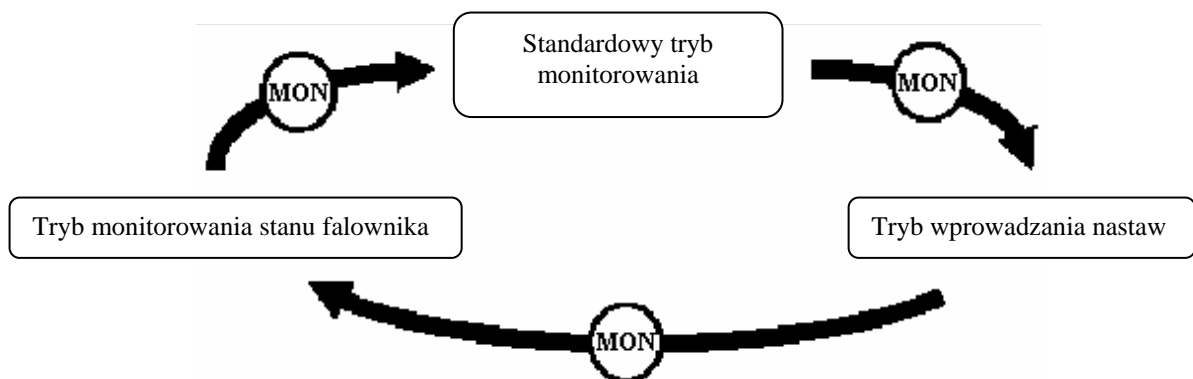 Standardowy tryb
monitorowania
MON
MON
Tryb monitorowania stanu falownika
Tryb wprowadzania nastaw
MON